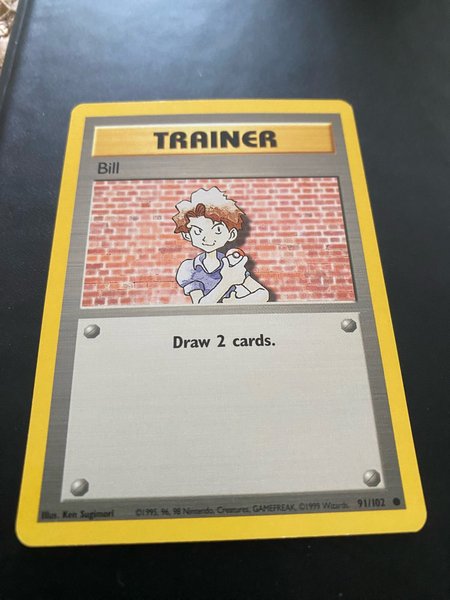 TRAINER
Bill
Draw 2 cards.
Illus. Ken Sugimori ©1995, 96, 98 Nintendo, Creatures, GAMEFREAK. ©1999 Wizards. 91/102